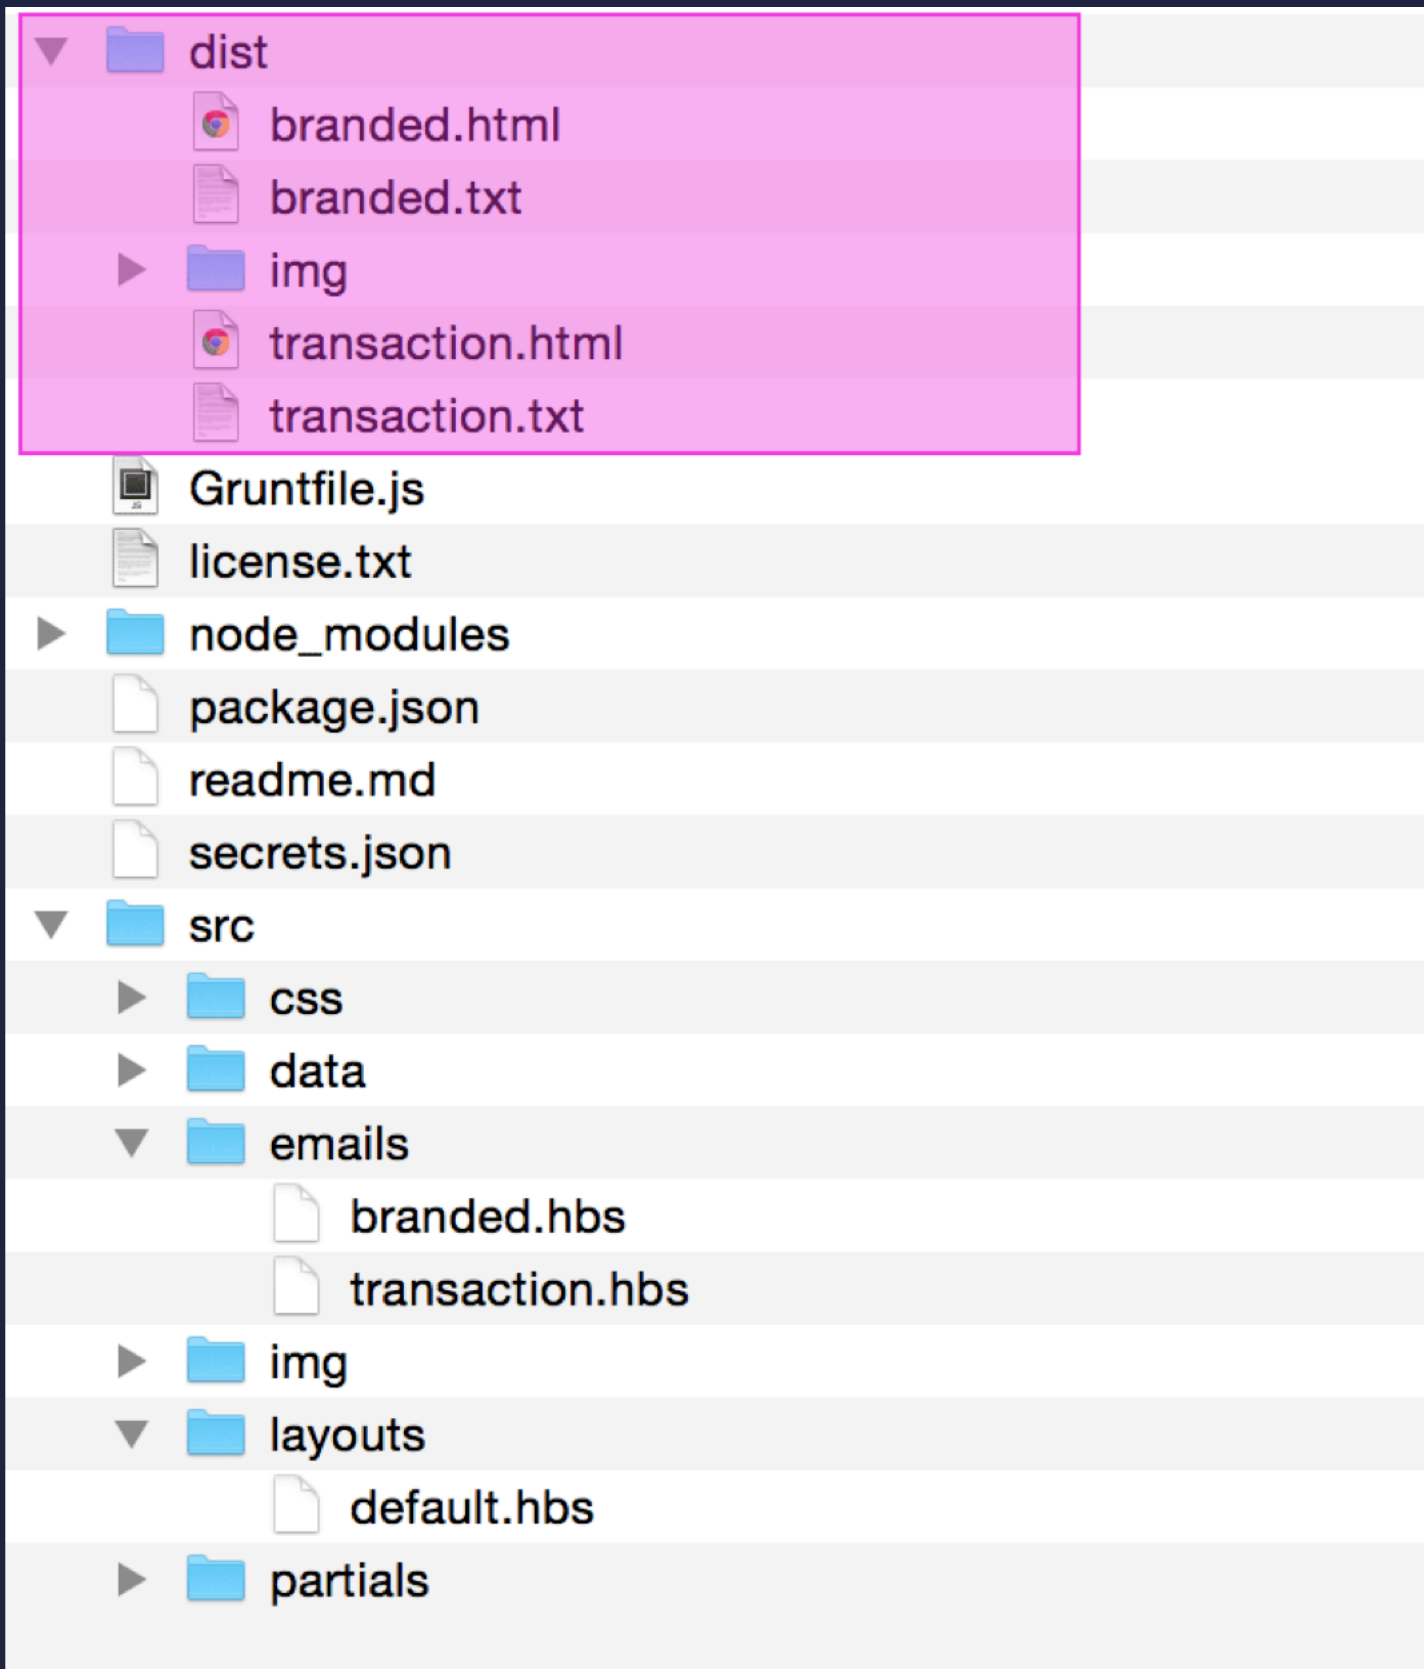 dist
branded.html
branded.txt
img
transaction.html
transaction.txt
Gruntfile.js
license.txt
node_modules
package.json
readme.md
secrets.json
src
css
data
emails
branded.hbs
transaction.hbs
img
layouts
default.hbs
partials